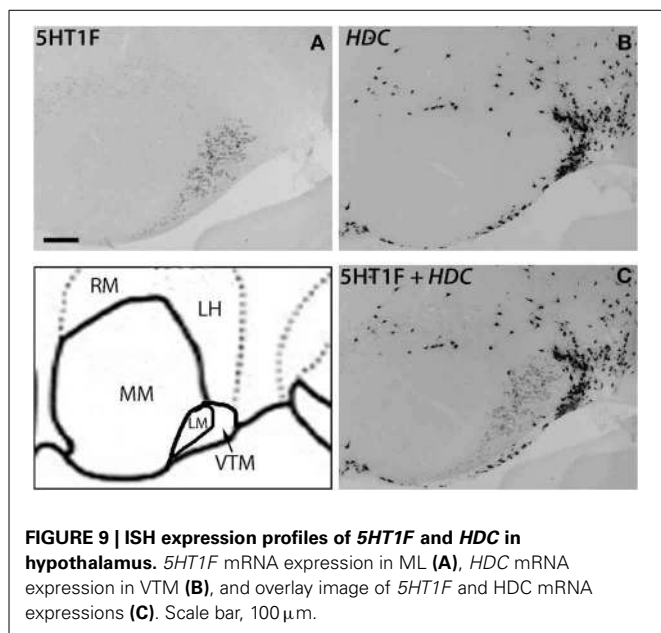 5HT1F
A
HDC
B
RM
LH
MM
LM
VTM
5HT1F + HDC
C
FIGURE 9 | ISH expression profiles of 5HT1F and HDC in
hypothalamus. 5HT1F mRNA expression in ML (A), HDC mRNA
expression in VTM (B), and overlay image of 5HT1F and HDC mRNA
expressions (C). Scale bar, 100 μm.